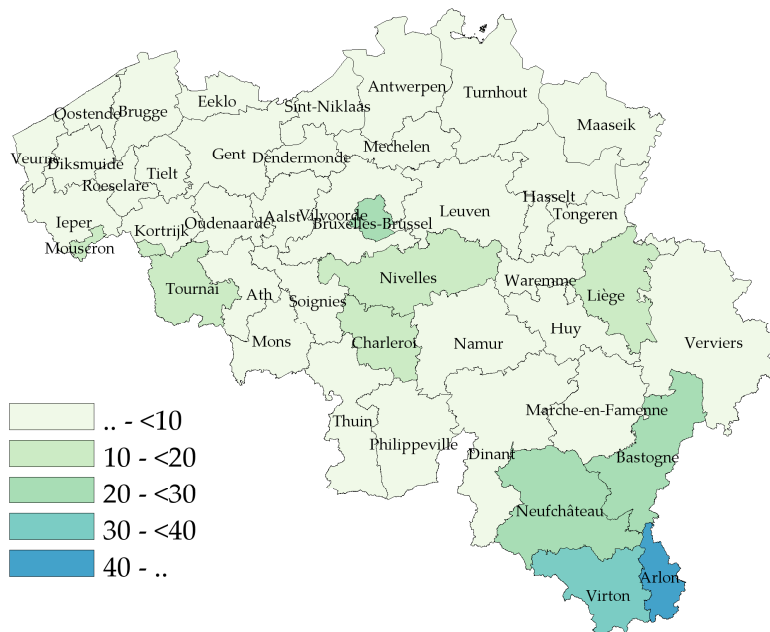 Antwerpen
Turnhout
Eeklo
Sint-Niklaas
Oostende
Brugge
Maaseik
Mechelen
Gent
Dendermonde
Veurne
Diksmuide
Tielt
Roeselare
Hasselt
Leuven
Tongeren
Aalst
Vilvoorde
Ieper
Kortrijk
Oudenaarde
Bruxelles-Brussel
Mouscron
Nivelles
Waremme
Tournai
Ath
Soignies
Liège
Huy
Mons
Charleroi
Namur
Verviers
Marche-en-Famenne
Thuin
Philippeville
Dinant
Bastogne
Neufchâteau
Arlon
Virton
.. - <10
10 - <20
20 - <30
30 - <40
40 - ..